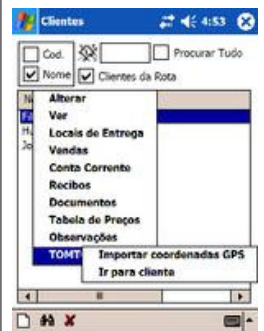 Clientes 4:53
Cod. Procurar Tudo
Nome Clientes da Rota
Alterar
Ver
Locais de Entrega
Vendas
Conta Corrente
Recibos
Documentos
Tabela de Preços
Observações
Importar coordenadas GPS
Ir para cliente